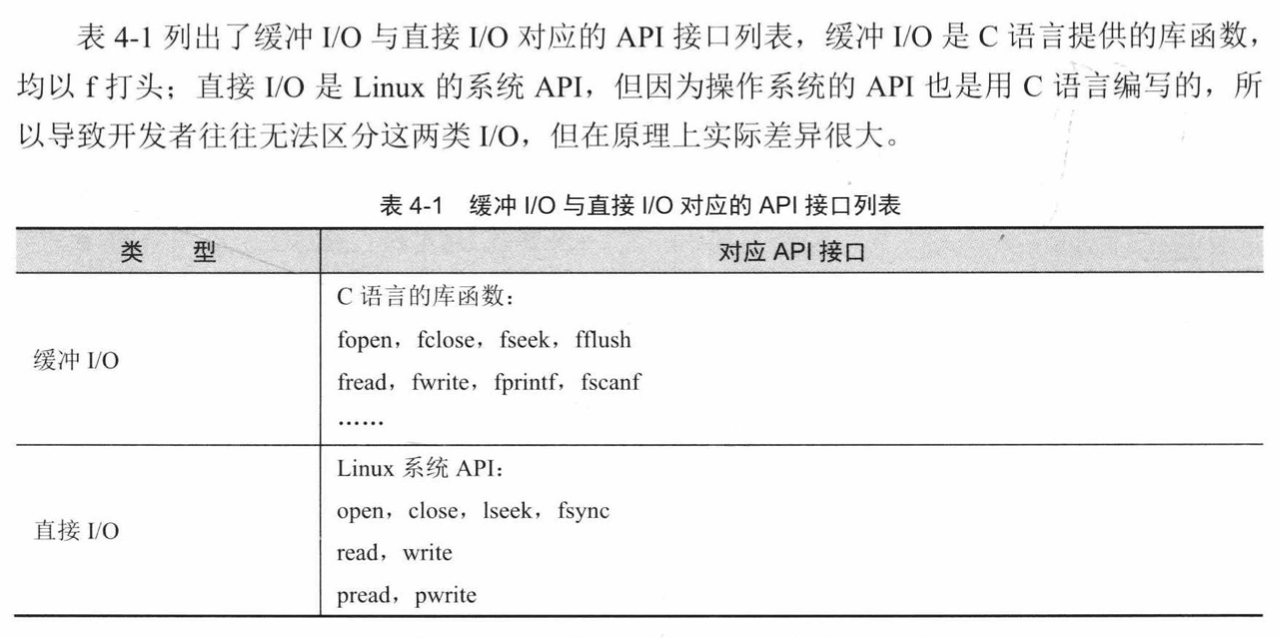 表 4-1 列出了缓冲 I/O 与直接 I/O 对应的 API 接口列表，缓冲 I/O 是 C 语言提供的库函数，
均以 f 打头；直接 I/O 是 Linux 的系统 API，但因为操作系统的 API 也是用 C 语言编写的，所
以导致开发者往往无法区分这两类 I/O，但在原理上实际差异很大。
表 4-1 缓冲 I/O 与直接 I/O 对应的 API 接口列表
类 型 对应 API 接口
缓冲 I/O
C 语言的库函数：
fopen，fclose，fseek，fflush
fread，fwrite，fprintf，fscanf
……
直接 I/O
Linux 系统 API：
open，close，lseek，fsync
read，write
pread，pwrite